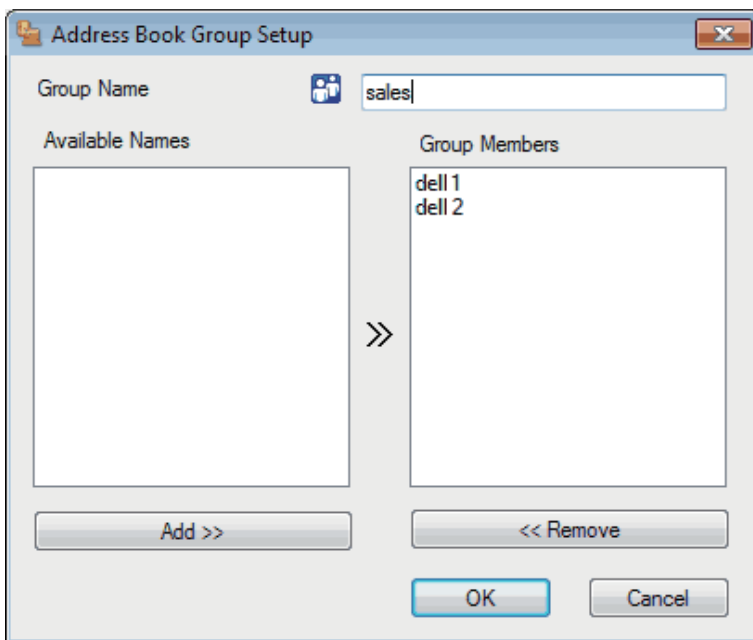 Address Book Group Setup
Group Name
sales
Available Names
Group Members
dell 1
dell 2
Add >>
<< Remove
OK
Cancel